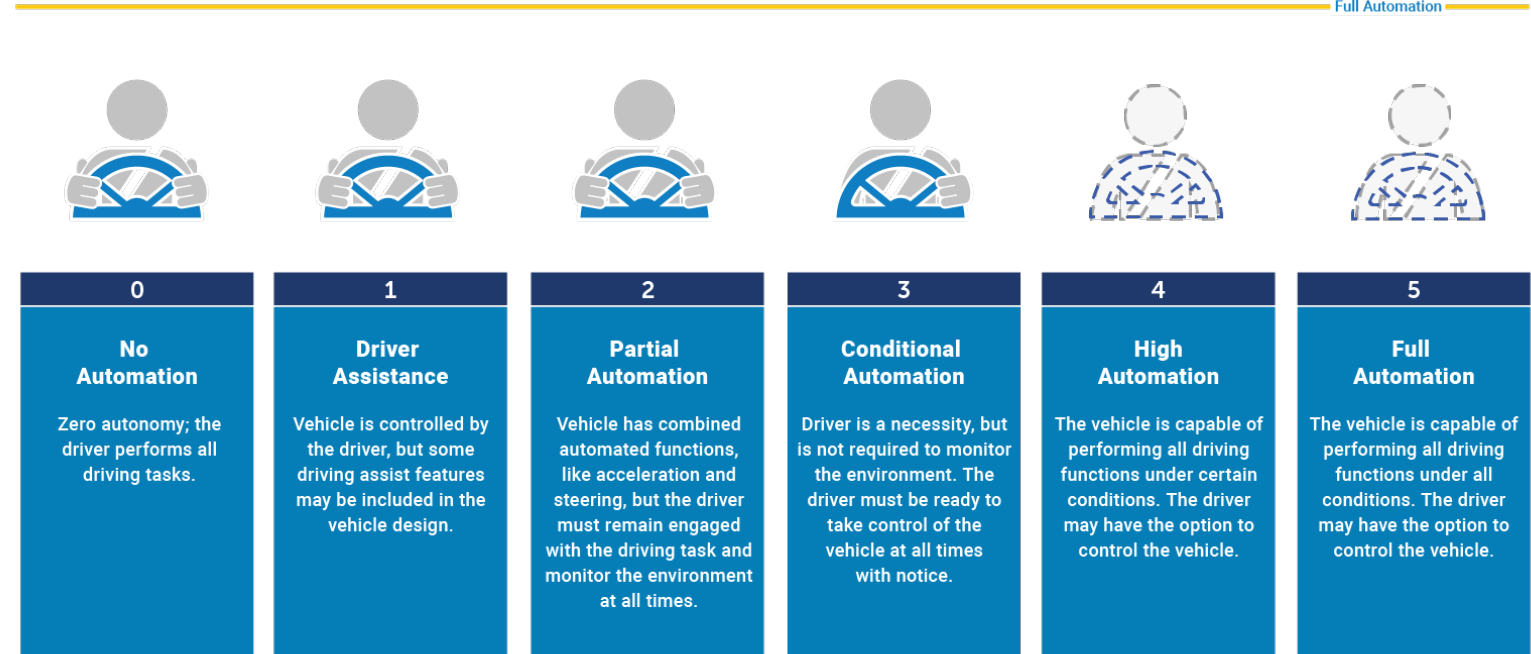 Full Automation
0
No
Automation
Zero autonomy; the
driver performs all
driving tasks.
1
Driver
Assistance
Vehicle is controlled by
the driver, but some
driving assist features
may be included in the
vehicle design.
2
Partial
Automation
Vehicle has combined
automated functions,
like acceleration and
steering, but the driver
must remain engaged
with the driving task and
monitor the environment
at all times.
3
Conditional
Automation
Driver is a necessity, but
is not required to monitor
the environment. The
driver must be ready to
take control of the
vehicle at all times
with notice.
4
High
Automation
The vehicle is capable of
performing all driving
functions under certain
conditions. The driver
may have the option to
control the vehicle.
5
Full
Automation
The vehicle is capable of
performing all driving
functions under all
conditions. The driver
may have the option to
control the vehicle.